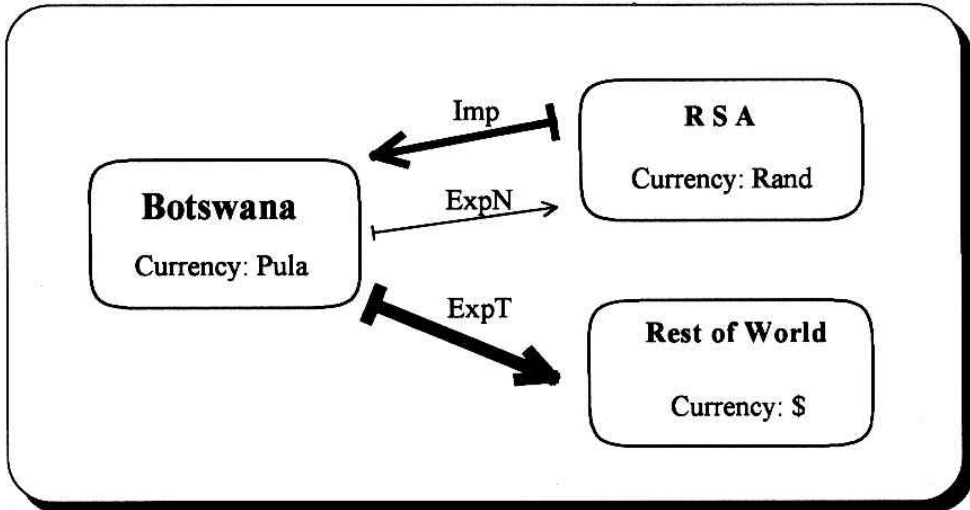 Botswana
Currency: Pula
Imp
ExpN
ExpT
R S A
Currency: Rand
Rest of World
Currency: $